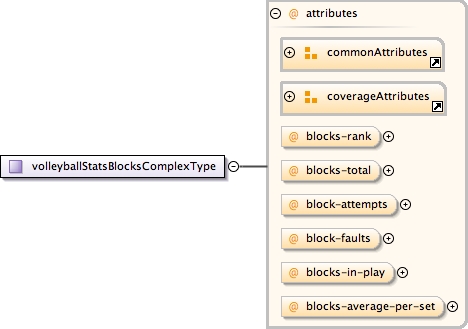 @ attributes
commonAttributes
coverageAttributes
@ blocks-rank
volleyballStatsBlocksComplexType
@ blocks-total
@ block-attempts
@ block-faults
@ blocks-in-play
@ blocks-average-per-set